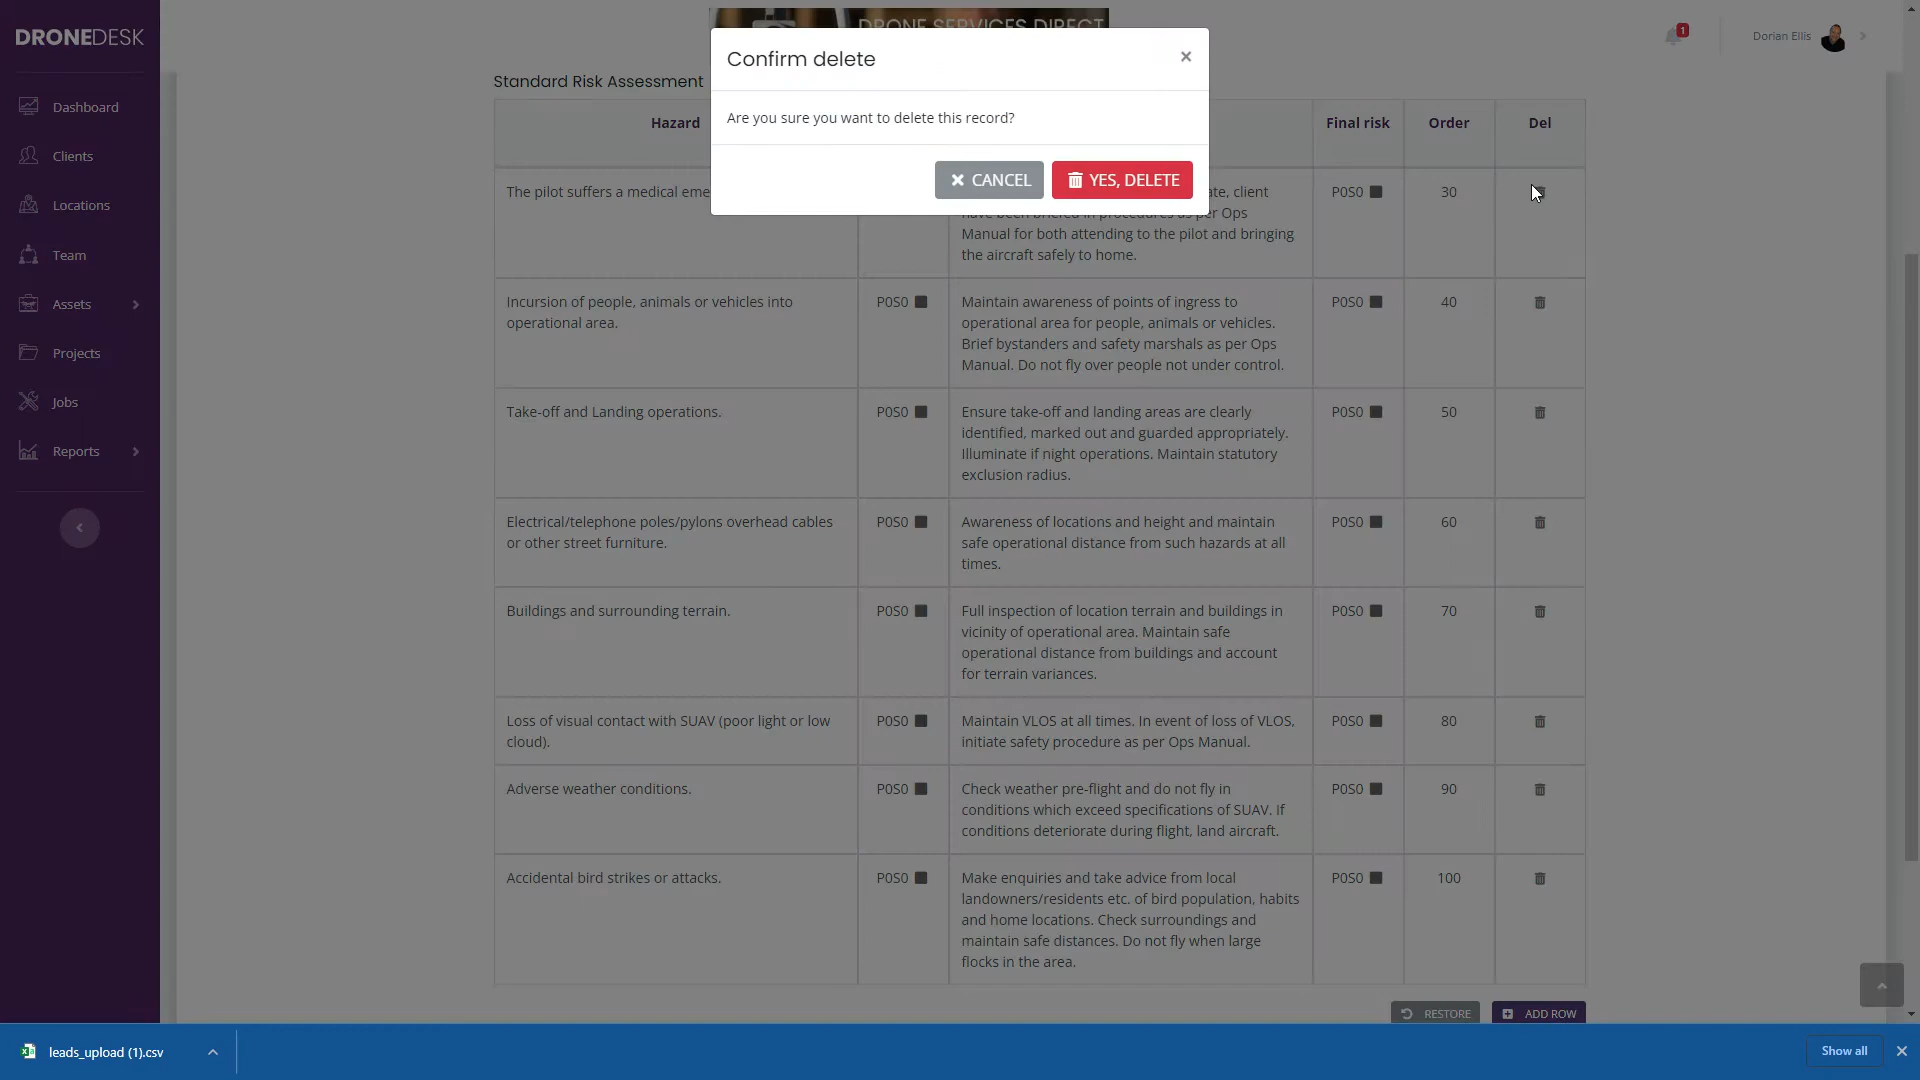 DRONEDESK
Dashboard
Clients
Locations
Team
Assets
Projects
Jobs
Reports
DRONE SERVICES DIRECT
1
Dorian Ellis
Confirm delete
×
Are you sure you want to delete this record?
CANCEL
YES, DELETE
Standard Risk Assessment
Hazard
Final risk
Order
Del
The pilot suffers a medical eme
ate, client
have been briefed in procedures as per Ops
Manual for both attending to the pilot and bringing
the aircraft safely to home.
P0S0
30
Incursion of people, animals or vehicles into
operational area.
P0S0
Maintain awareness of points of ingress to
operational area for people, animals or vehicles.
Brief bystanders and safety marshals as per Ops
Manual. Do not fly over people not under control.
P0S0
40
Take-off and Landing operations.
P0S0
Ensure take-off and landing areas are clearly
identified, marked out and guarded appropriately.
Illuminate if night operations. Maintain statutory
exclusion radius.
P0S0
50
Electrical/telephone poles/pylons overhead cables
or other street furniture.
P0S0
Awareness of locations and height and maintain
safe operational distance from such hazards at all
times.
P0S0
60
Buildings and surrounding terrain.
P0S0
Full inspection of location terrain and buildings in
vicinity of operational area. Maintain safe
operational distance from buildings and account
for terrain variances.
P0S0
70
Loss of visual contact with SUAV (poor light or low
cloud).
P0S0
Maintain VLOS at all times. In event of loss of VLOS,
initiate safety procedure as per Ops Manual.
P0S0
80
Adverse weather conditions.
P0S0
Check weather pre-flight and do not fly in
conditions which exceed specifications of SUAV. If
conditions deteriorate during flight, land aircraft.
P0S0
90
Accidental bird strikes or attacks.
P0S0
Make enquiries and take advice from local
landowners/residents etc. of bird population, habits
and home locations. Check surroundings and
maintain safe distances. Do not fly when large
flocks in the area.
P0S0
100
RESTORE
ADD ROW
leads_upload (1).csv
Show all